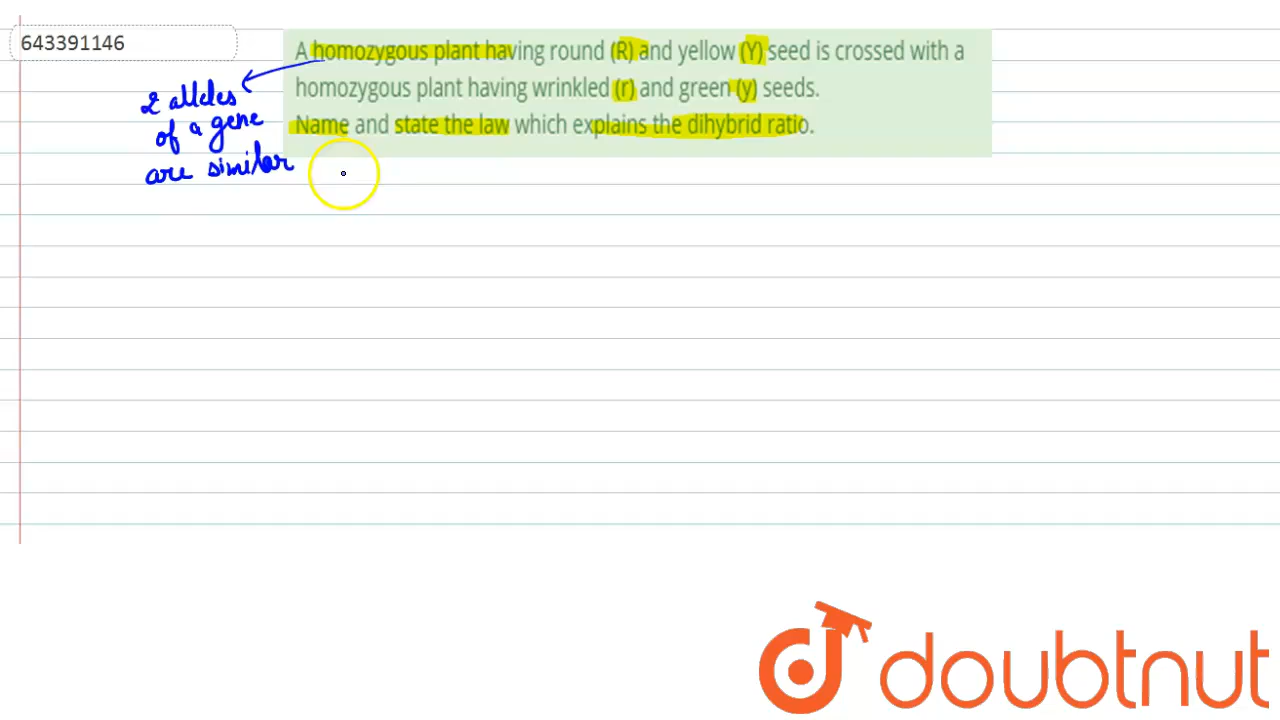 643391146
A homozygous plant having round (R) and yellow (Y) seed is crossed with a
homozygous plant having wrinkled (r) and green (y) seeds.
Name and state the law which explains the dihybrid ratio.
2 alleles
of a gene
are similar
doubtnut